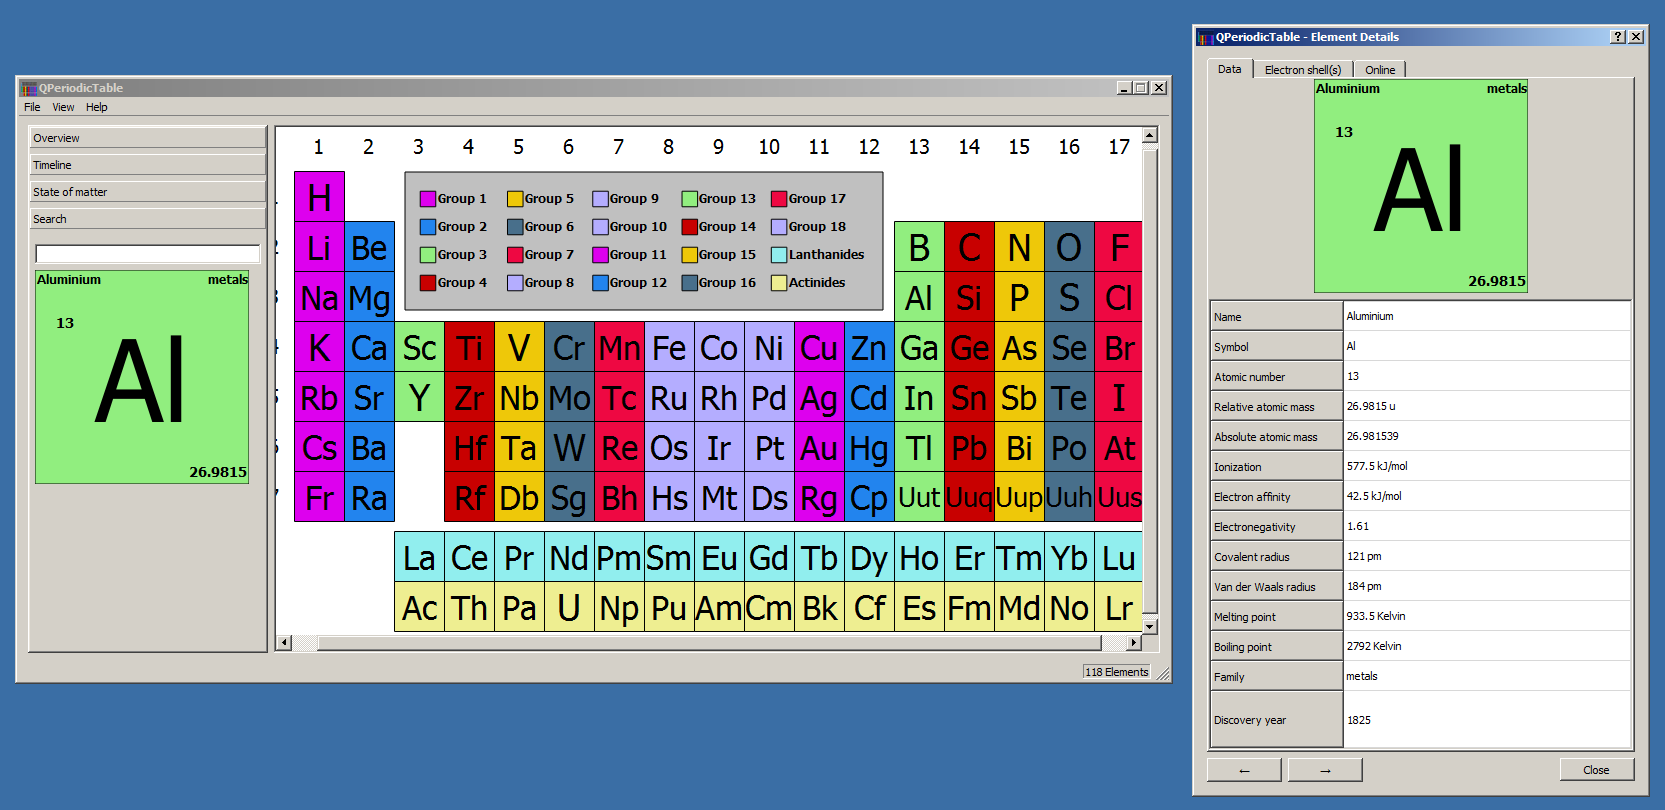 QPeriodicTable
File View Help
Overview
Timeline
State of matter
Search
Aluminium metals
13
Al
26.9815
1 2 3 4 5 6 7 8 9 10 11 12 13 14 15 16 17
Group 1 Group 5 Group 9 Group 13 Group 17
Group 2 Group 6 Group 10 Group 14 Group 18
Group 3 Group 7 Group 11 Group 15 Lanthanides
Group 4 Group 8 Group 12 Group 16 Actinides
H
Li Be B C N O F
Na Mg Al Si P S Cl
K Ca Sc Ti V Cr Mn Fe Co Ni Cu Zn Ga Ge As Se Br
Rb Sr Y Zr Nb Mo Tc Ru Rh Pd Ag Cd In Sn Sb Te I
Cs Ba Hf Ta W Re Os Ir Pt Au Hg Tl Pb Bi Po At
Fr Ra Rf Db Sg Bh Hs Mt Ds Rg Cp Uut Uuq Uup Uuh Uus
La Ce Pr Nd Pm Sm Eu Gd Tb Dy Ho Er Tm Yb Lu
Ac Th Pa U Np Pu Am Cm Bk Cf Es Fm Md No Lr
118 Elements
QPeriodicTable - Element Details
Data Electron shell(s) Online
Aluminium metals
13
Al
26.9815
Name Aluminium
Symbol Al
Atomic number 13
Relative atomic mass 26.9815 u
Absolute atomic mass 26.981539
Ionization 577.5 kJ/mol
Electron affinity 42.5 kJ/mol
Electronegativity 1.61
Covalent radius 121 pm
Van der Waals radius 184 pm
Melting point 933.5 Kelvin
Boiling point 2792 Kelvin
Family metals
Discovery year 1825
← → Close